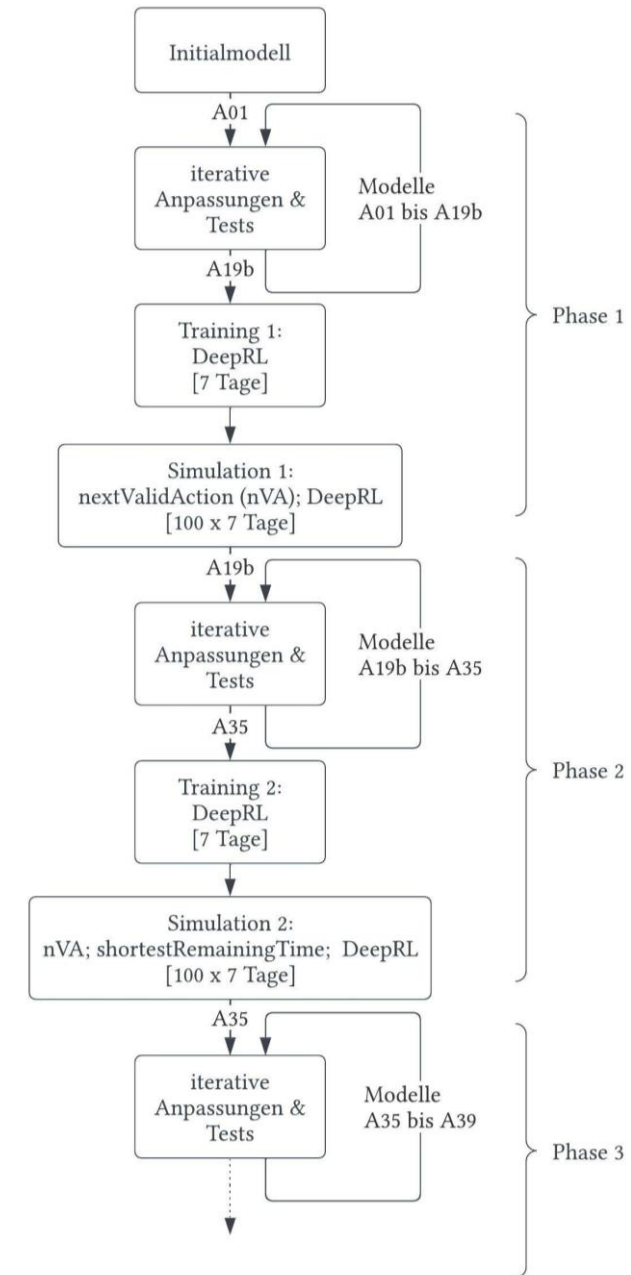 Initialmodell
A01
iterative
Anpassungen &
Tests
Modelle
A01 bis A19b
A19b
Training 1:
DeepRL
[7 Tage]
Phase 1
Simulation 1:
nextValidAction (nVA); DeepRL
[100 x 7 Tage]
A19b
iterative
Anpassungen &
Tests
Modelle
A19b bis A35
A35
Training 2:
DeepRL
[7 Tage]
Phase 2
Simulation 2:
nVA; shortestRemainingTime; DeepRL
[100 x 7 Tage]
A35
iterative
Anpassungen &
Tests
Modelle
A35 bis A39
Phase 3